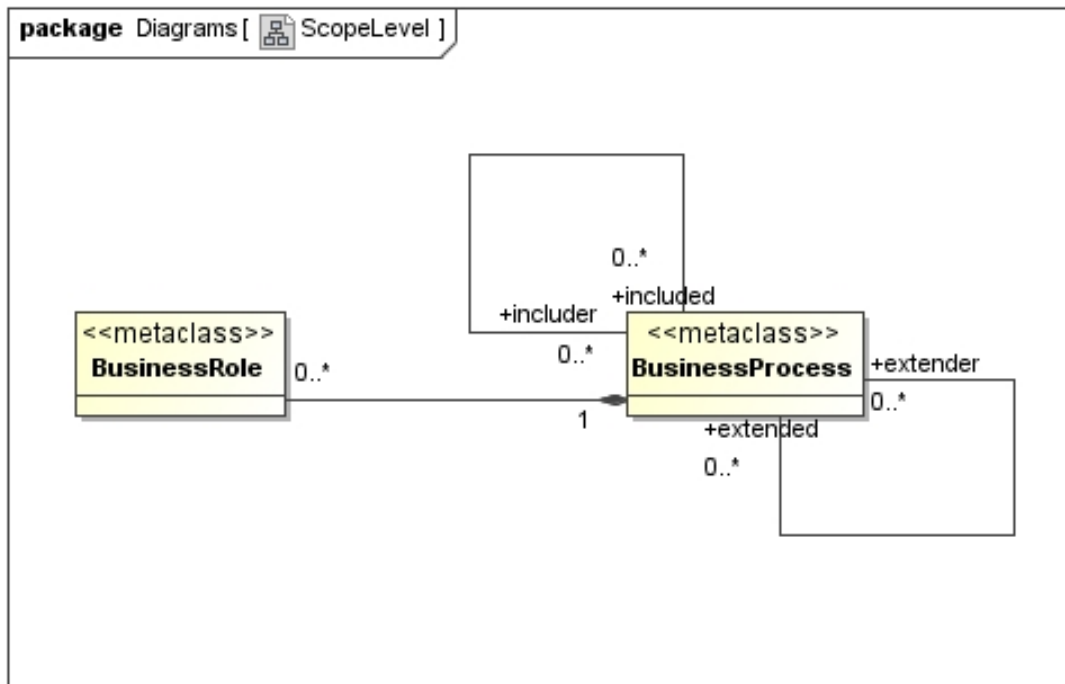 package Diagrams [ ScopeLevel ]
0..*
+included
+includer
<<metaclass>>
BusinessRole
0..*
0..*
<<metaclass>>
BusinessProcess
+extender
0..*
1
+extended
0..*